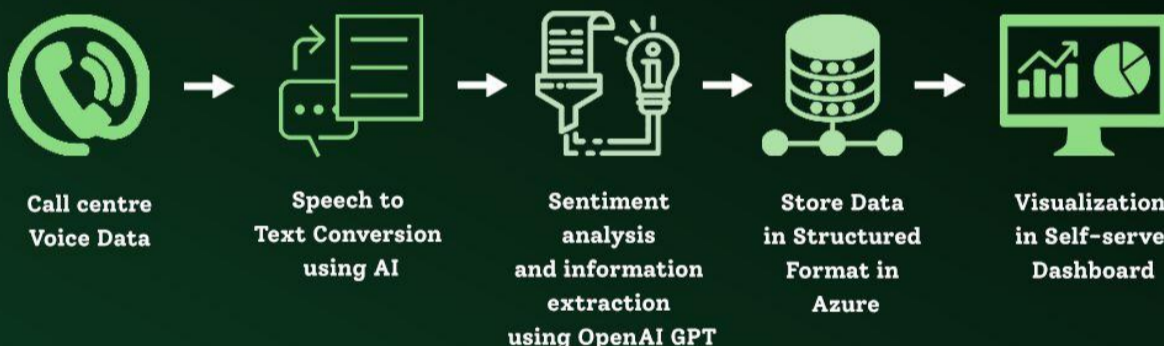 Call centre
Voice Data
Speech to
Text Conversion
using AI
Sentiment
analysis
and information
extraction
using OpenAI GPT
Store Data
in Structured
Format in
Azure
Visualization
in Self-serve
Dashboard